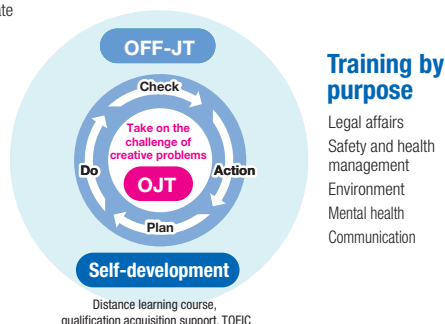 ate
OFF-JT
Check
Take on the
challenge of
creative problems
OJT
Do
Action
Plan
Self-development
Distance learning course,
qualification acquisition support, TOEIC
Training by
purpose
Legal affairs
Safety and health
management
Environment
Mental health
Communication